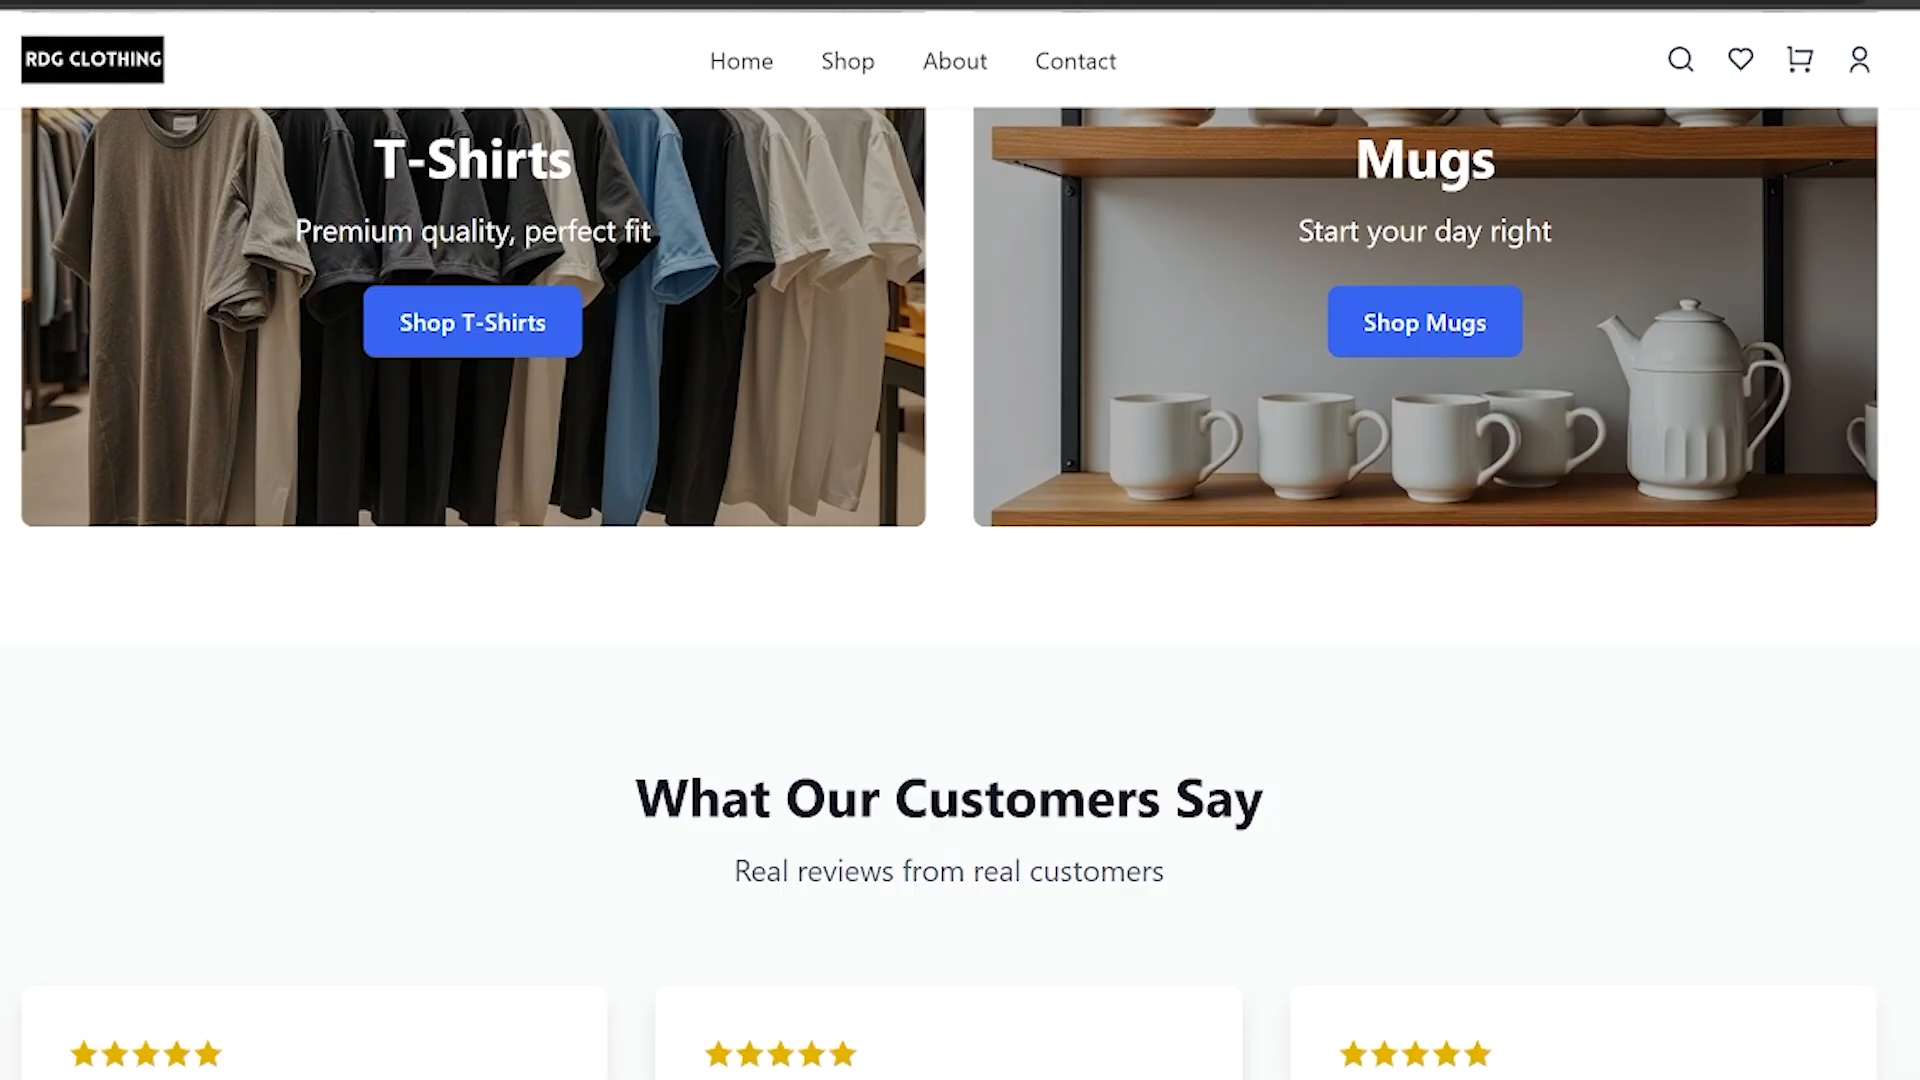 RDG CLOTHING
Home
Shop
About
Contact
T-Shirts
Premium quality, perfect fit
Shop T-Shirts
Mugs
Start your day right
Shop Mugs
What Our Customers Say
Real reviews from real customers